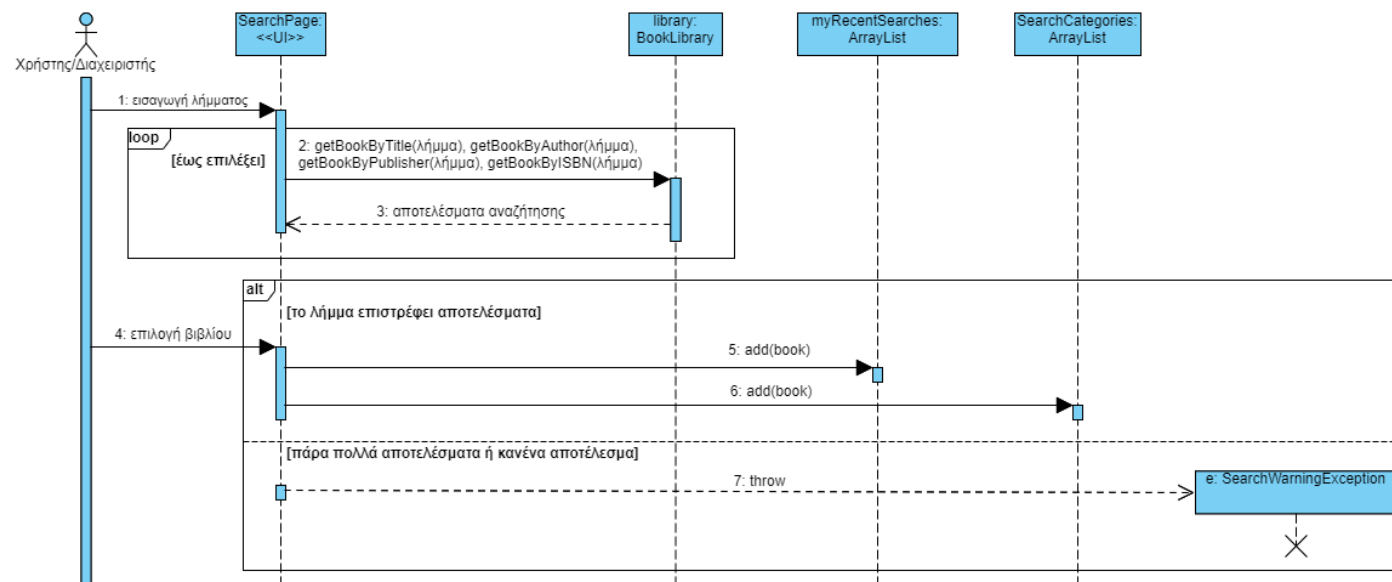 SearchPage:
<<UI>>
library:
BookLibrary
myRecentSearches:
ArrayList
SearchCategories:
ArrayList
Χρήστης/Διαχειριστής
1: εισαγωγή λήμματος
loop
[έως επιλέξει]
2: getBookByTitle(λήμμα), getBookByAuthor(λήμμα),
getBookByPublisher(λήμμα), getBookByISBN(λήμμα)
3: αποτελέσματα αναζήτησης
alt
[το λήμμα επιστρέφει αποτελέσματα]
4: επιλογή βιβλίου
5: add(book)
6: add(book)
[πάρα πολλά αποτελέσματα ή κανένα αποτέλεσμα]
7: throw
e: SearchWarningException